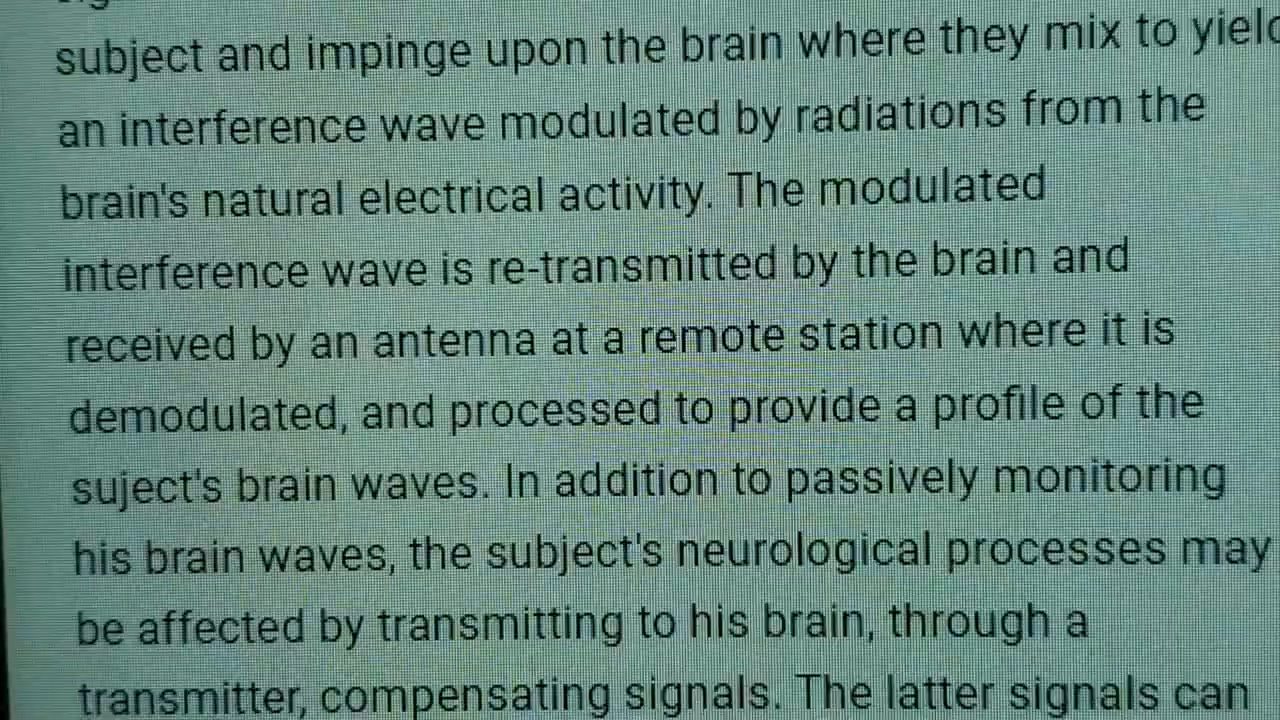 subject and impinge upon the brain where they mix to yield
an interference wave modulated by radiations from the
brain's natural electrical activity. The modulated
interference wave is re-transmitted by the brain and
received by an antenna at a remote station where it is
demodulated, and processed to provide a profile of the
suject's brain waves. In addition to passively monitoring
his brain waves, the subject's neurological processes may
be affected by transmitting to his brain, through a
transmitter, compensating signals. The latter signals can